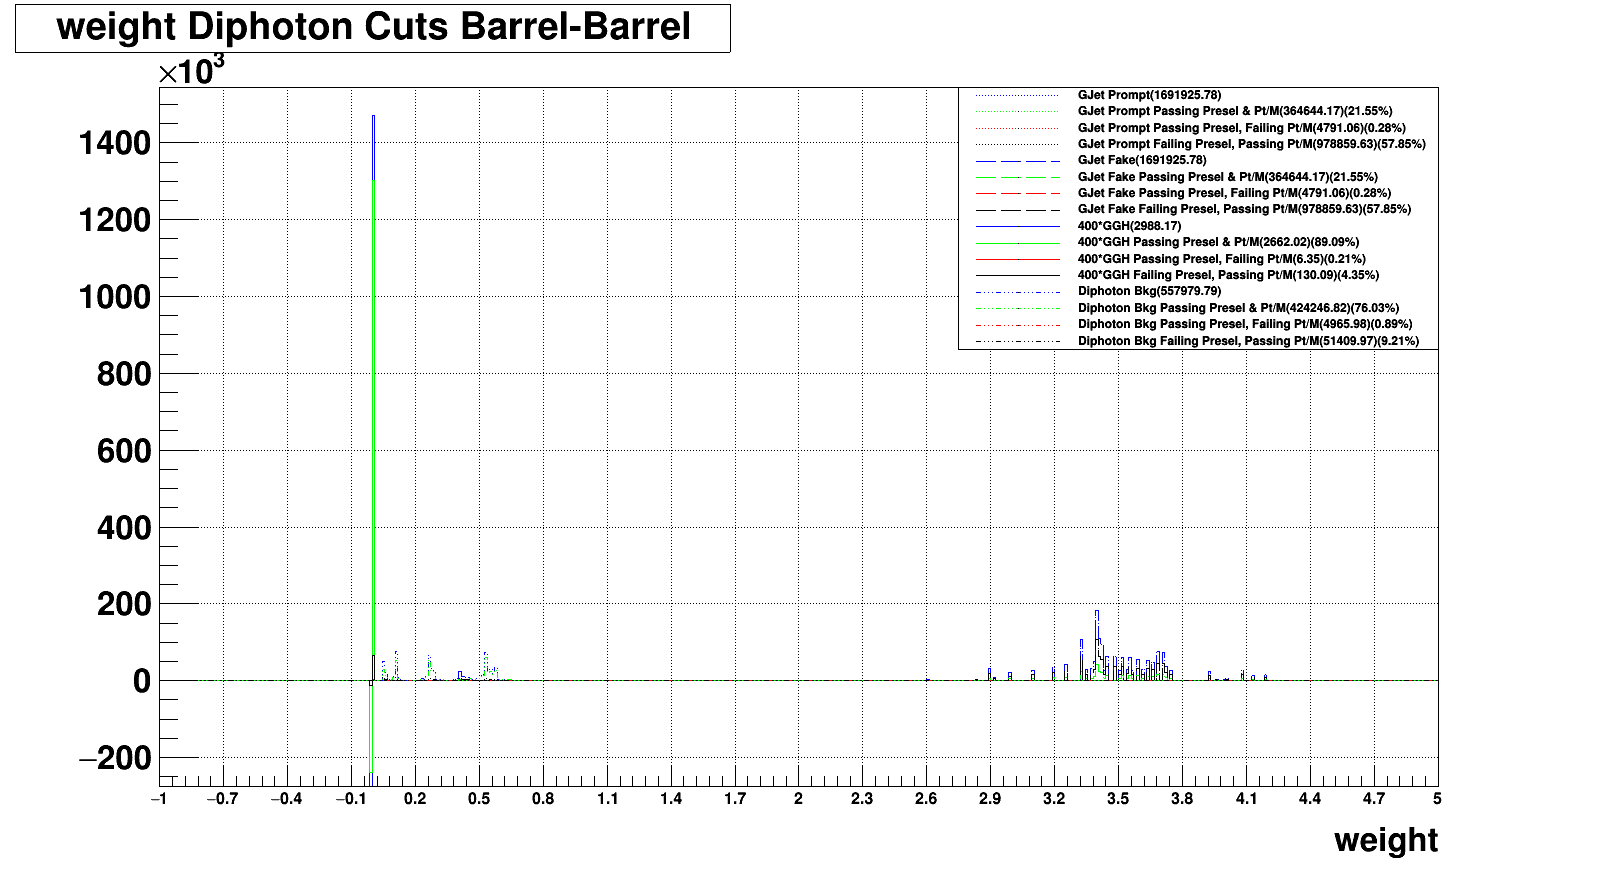 weight Diphoton Cuts Barrel-Barrel
×10³
GJet Prompt(1691925.78)
GJet Prompt Passing Presel & Pt/M(364644.17)(21.55%)
GJet Prompt Passing Presel, Failing Pt/M(4791.06)(0.28%)
GJet Prompt Failing Presel, Passing Pt/M(978859.63)(57.85%)
GJet Fake(1691925.78)
GJet Fake Passing Presel & Pt/M(364644.17)(21.55%)
GJet Fake Passing Presel, Failing Pt/M(4791.06)(0.28%)
GJet Fake Failing Presel, Passing Pt/M(978859.63)(57.85%)
400*GGH(2988.17)
400*GGH Passing Presel & Pt/M(2662.02)(89.09%)
400*GGH Passing Presel, Failing Pt/M(6.35)(0.21%)
400*GGH Failing Presel, Passing Pt/M(130.09)(4.35%)
Diphoton Bkg(557979.79)
Diphoton Bkg Passing Presel & Pt/M(424246.82)(76.03%)
Diphoton Bkg Passing Presel, Failing Pt/M(4965.98)(0.89%)
Diphoton Bkg Failing Presel, Passing Pt/M(51409.97)(9.21%)
1400
1200
1000
800
600
400
200
0
−200
−1 −0.7 −0.4 −0.1 0.2 0.5 0.8 1.1 1.4 1.7 2 2.3 2.6 2.9 3.2 3.5 3.8 4.1 4.4 4.7 5
weight